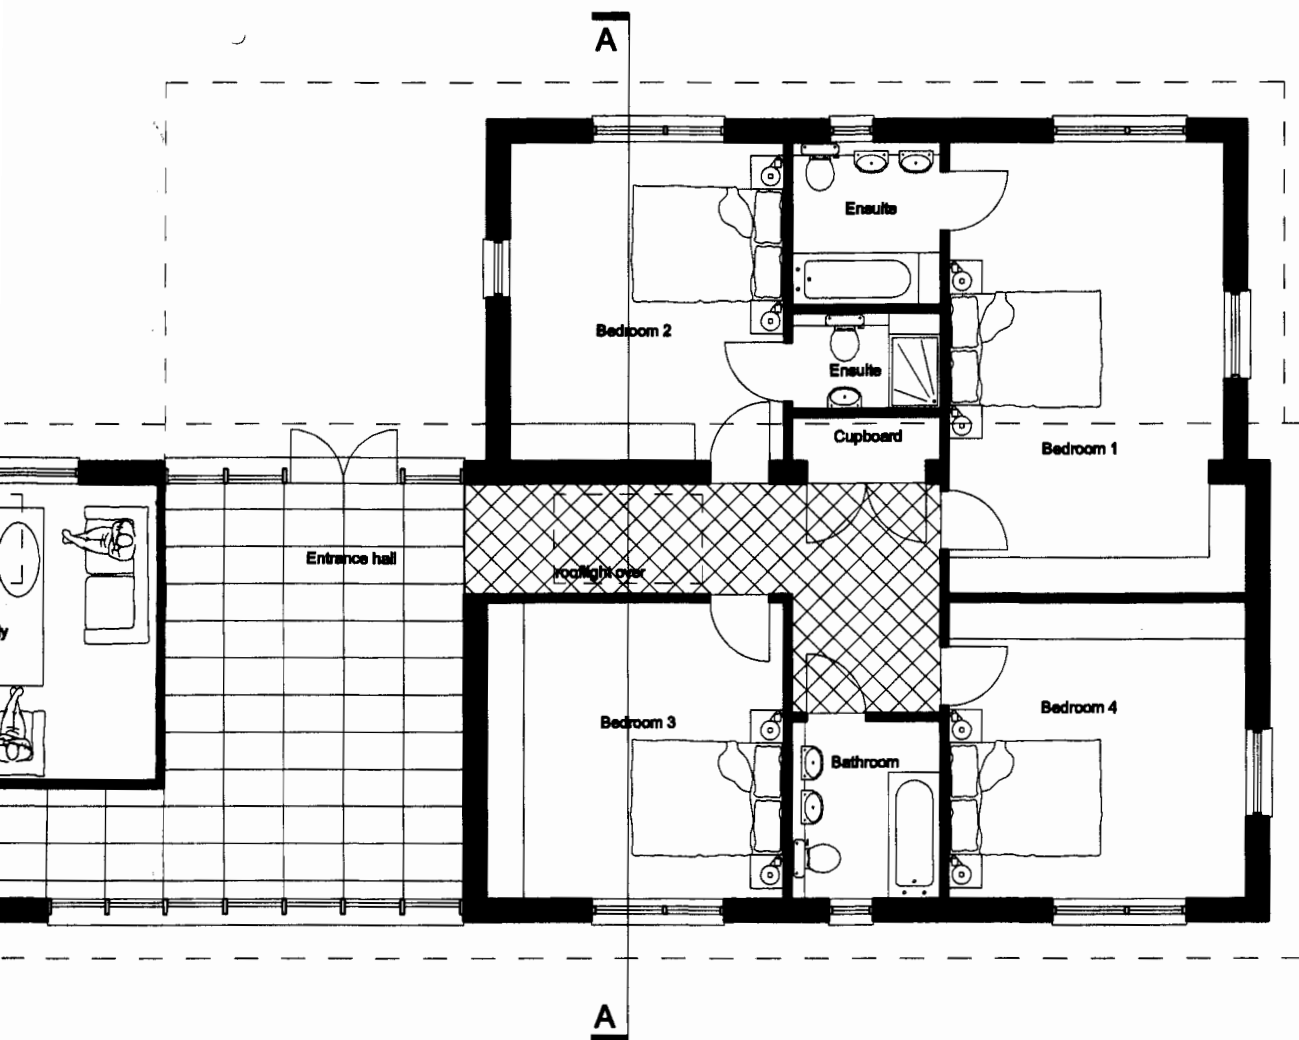 A
Ensuite
Bedroom 2
Ensuite
Cupboard
Bedroom 1
Entrance hall
rooflight over
Bedroom 3
Bedroom 4
Bathroom
A